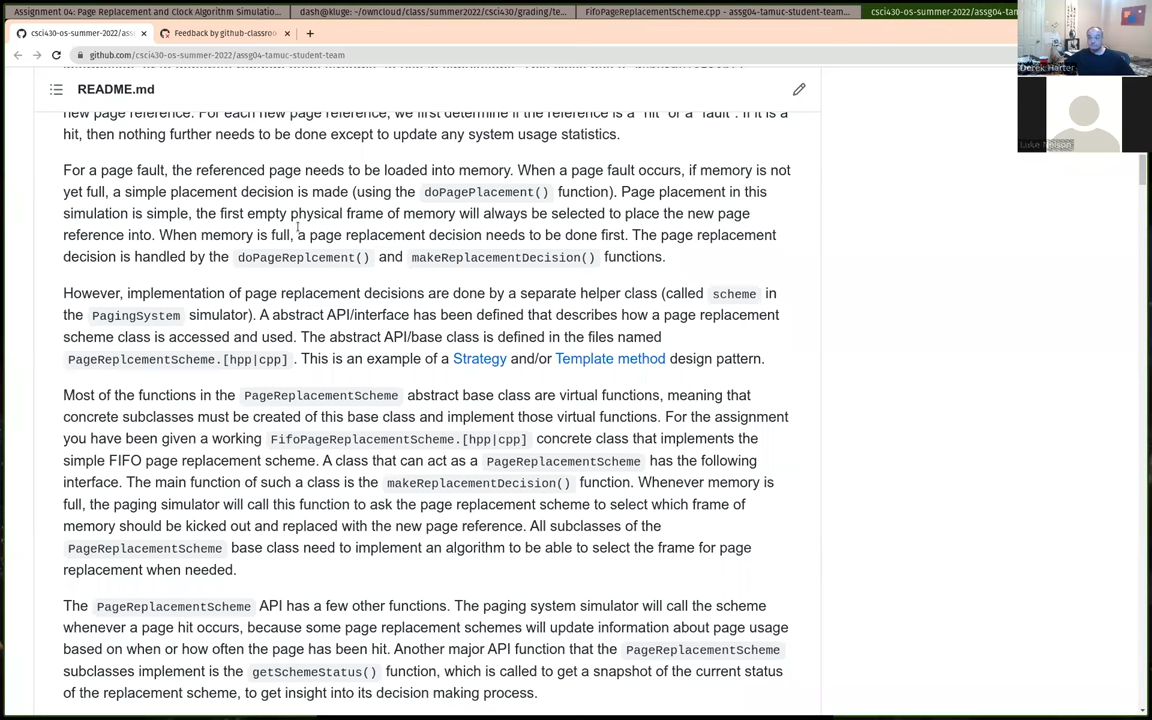 Assignment 04: Page Replacement and Clock Algorithm Simulatio...
dash@kluge: ~/owncloud/class/summer2022/csci430/grading/te...
FifoPageReplacementScheme.cpp - assg04-tamuc-student-team...
csci430-os-summer-2022/assg04-tam
csci430-os-summer-2022/ass
Feedback by github-classroo
github.com/csci430-os-summer-2022/assg04-tamuc-student-team
Derek Harter
Luke Nelson
README.md
new page reference. For each new page reference, we first determine if the reference is a "hit" or a "fault". If it is a
hit, then nothing further needs to be done except to update any system usage statistics.
For a page fault, the referenced page needs to be loaded into memory. When a page fault occurs, if memory is not
yet full, a simple placement decision is made (using the doPagePlacement() function). Page placement in this
simulation is simple, the first empty physical frame of memory will always be selected to place the new page
reference into. When memory is full, a page replacement decision needs to be done first. The page replacement
decision is handled by the doPageReplcement() and makeReplacementDecision() functions.
However, implementation of page replacement decisions are done by a separate helper class (called scheme in
the PagingSystem simulator). A abstract API/interface has been defined that describes how a page replacement
scheme class is accessed and used. The abstract API/base class is defined in the files named
PageReplcementScheme.[hpp|cpp] . This is an example of a Strategy and/or Template method design pattern.
Most of the functions in the PageReplacementScheme abstract base class are virtual functions, meaning that
concrete subclasses must be created of this base class and implement those virtual functions. For the assignment
you have been given a working FifoPageReplacementScheme.[hpp|cpp] concrete class that implements the
simple FIFO page replacement scheme. A class that can act as a PageReplacementScheme has the following
interface. The main function of such a class is the makeReplacementDecision() function. Whenever memory is
full, the paging simulator will call this function to ask the page replacement scheme to select which frame of
memory should be kicked out and replaced with the new page reference. All subclasses of the
PageReplacementScheme base class need to implement an algorithm to be able to select the frame for page
replacement when needed.
The PageReplacementScheme API has a few other functions. The paging system simulator will call the scheme
whenever a page hit occurs, because some page replacement schemes will update information about page usage
based on when or how often the page has been hit. Another major API function that the PageReplacementScheme
subclasses implement is the getSchemeStatus() function, which is called to get a snapshot of the current status
of the replacement scheme, to get insight into its decision making process.